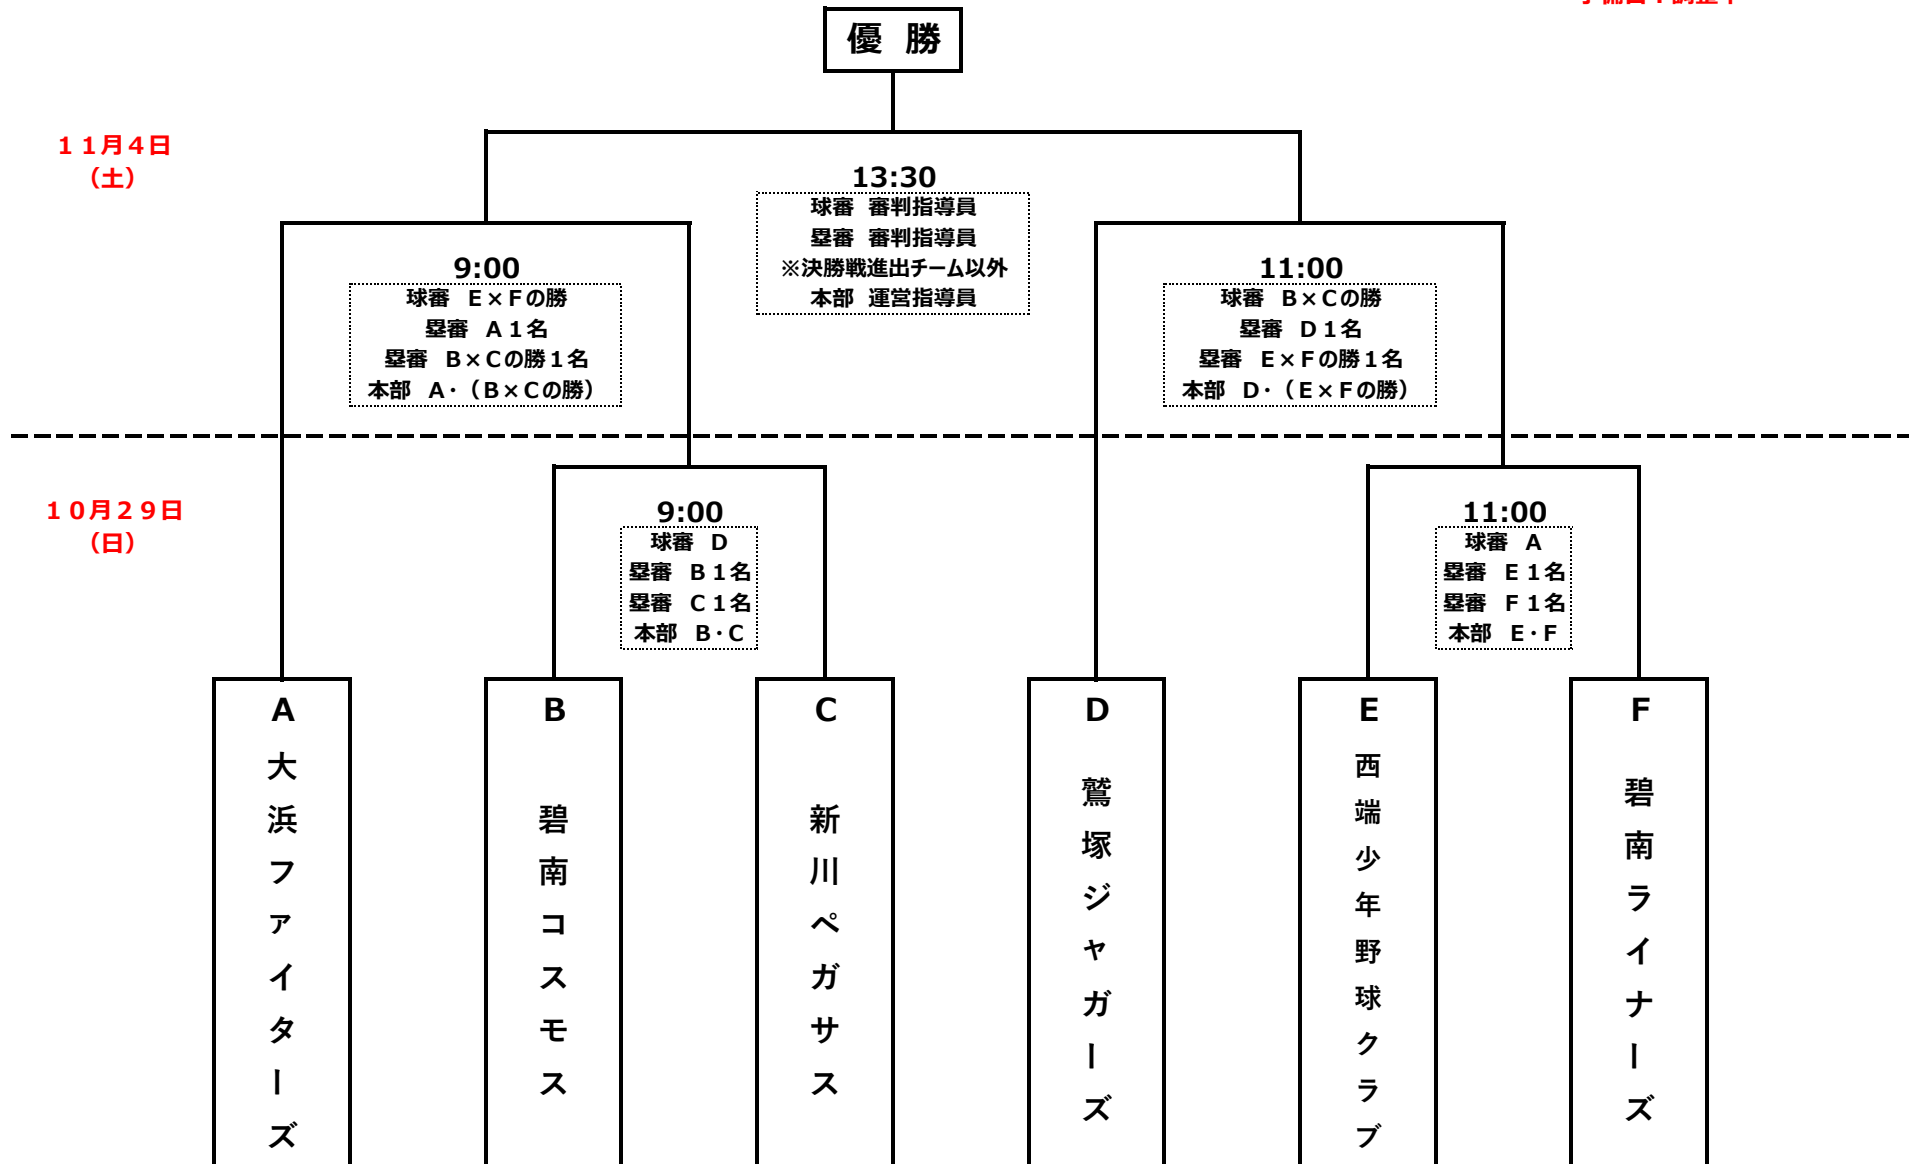 優 勝
１１月４日
（土）
13:30
球審 審判指導員
塁審 審判指導員
※決勝戦進出チーム以外
本部 運営指導員
9:00
球審 Ｅ×Ｆの勝
塁審 Ａ１名
塁審 Ｂ×Ｃの勝１名
本部 Ａ・（Ｂ×Ｃの勝）
11:00
球審 Ｂ×Ｃの勝
塁審 Ｄ１名
塁審 Ｅ×Ｆの勝１名
本部 Ｄ・（Ｅ×Ｆの勝）
１０月２９日
（日）
9:00
球審 Ｄ
塁審 Ｂ１名
塁審 Ｃ１名
本部 Ｂ・Ｃ
11:00
球審 Ａ
塁審 Ｅ１名
塁審 Ｆ１名
本部 Ｅ・Ｆ
A
大浜ファイターズ
B
碧南コスモス
C
新川ペガサス
D
鷲塚ジャガーズ
E
西端少年野球クラブ
F
碧南ライナーズ